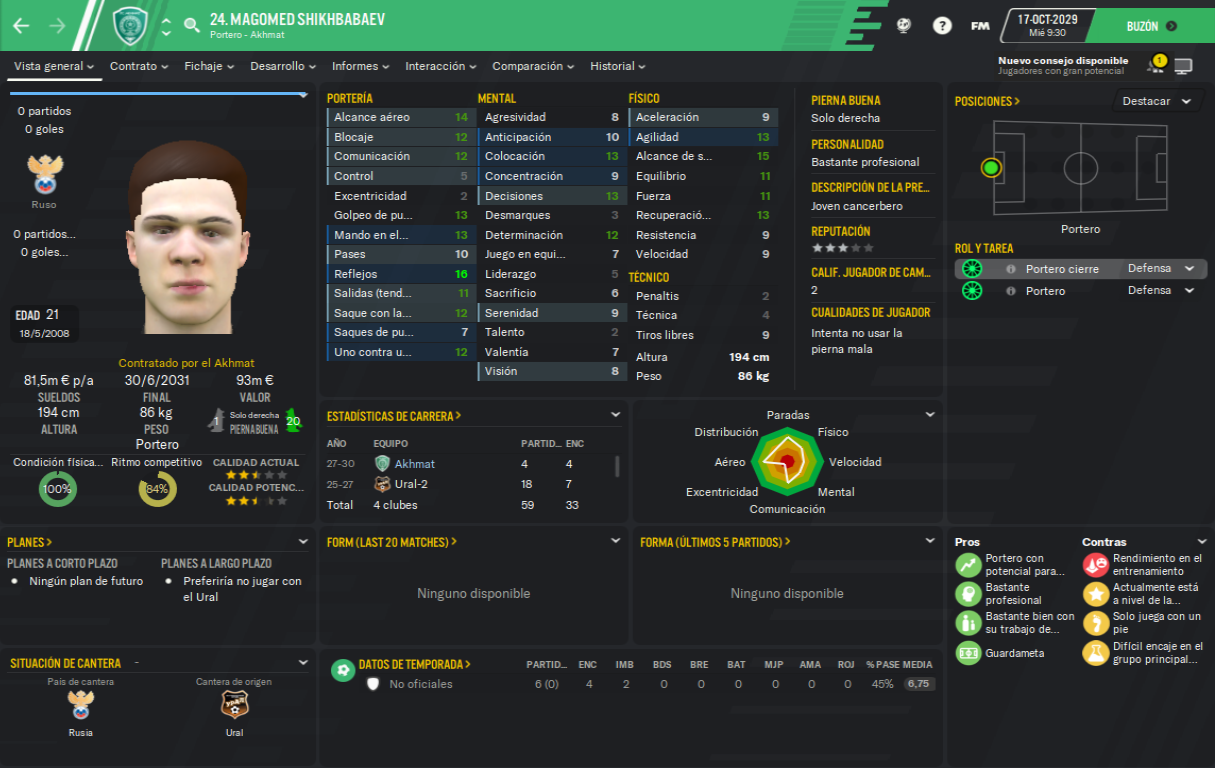 24. MAGOMED SHIKHBABAEV
Portero - Akhmat
?
FM
17-OCT-2029
Mié 9:30
BUZÓN
Vista general
Contrato
Fichaje
Desarrollo
Informes
Interacción
Comparación
Historial
Nuevo consejo disponible
Jugadores con gran potencial
1
0 partidos
0 goles
Ruso
0 partidos...
0 goles...
EDAD 21
18/5/2008
Contratado por el Akhmat
81,5m € p/a
SUELDOS
30/6/2031
FINAL
93m €
VALOR
194 cm
ALTURA
86 kg
PESO
1 Solo derecha 20
PIERNA BUENA
Portero
Condición física...
100%
Ritmo competitivo
84%
CALIDAD ACTUAL
CALIDAD POTENC...
PORTERÍA
Alcance aéreo 14
Blocaje 12
Comunicación 12
Control 5
Excentricidad 2
Golpeo de pu... 13
Mando en el... 13
Pases 10
Reflejos 16
Salidas (tend... 11
Saque con la... 12
Saques de pu... 7
Uno contra u... 12
MENTAL
Agresividad 8
Anticipación 10
Colocación 13
Concentración 9
Decisiones 13
Desmarques 3
Determinación 12
Juego en equi... 7
Liderazgo 5
Sacrificio 6
Serenidad 9
Talento 2
Valentía 7
Visión 8
FÍSICO
Aceleración 9
Agilidad 13
Alcance de s... 15
Equilibrio 11
Fuerza 11
Recuperació... 13
Resistencia 9
Velocidad 9
TÉCNICO
Penaltis 2
Técnica 4
Tiros libres 9
Altura 194 cm
Peso 86 kg
PIERNA BUENA
Solo derecha
PERSONALIDAD
Bastante profesional
DESCRIPCIÓN DE LA PRE...
Joven cancerbero
REPUTACIÓN
CALIF. JUGADOR DE CAM...
2
CUALIDADES DE JUGADOR
Intenta no usar la
pierna mala
POSICIONES >
Destacar
Portero
ROL Y TAREA
Portero cierre Defensa
Portero Defensa
ESTADÍSTICAS DE CARRERA >
AÑO EQUIPO PARTID... ENC
27-30 Akhmat 4 4
25-27 Ural-2 18 7
Total 4 clubes 59 33
Paradas
Distribución
Físico
Aéreo
Velocidad
Excentricidad
Mental
Comunicación
PLANES >
PLANES A CORTO PLAZO
Ningún plan de futuro
PLANES A LARGO PLAZO
Preferiría no jugar con
el Ural
FORM (LAST 20 MATCHES) >
Ninguno disponible
FORMA (ÚLTIMOS 5 PARTIDOS) >
Ninguno disponible
Pros
Portero con
potencial para...
Bastante
profesional
Bastante bien con
su trabajo de...
Guardameta
Contras
Rendimiento en el
entrenamiento
Actualmente está
a nivel de la...
Solo juega con un
pie
Difícil encaje en el
grupo principal...
SITUACIÓN DE CANTERA -
País de cantera
Rusia
Cantera de origen
УРАЛ
Ural
DATOS DE TEMPORADA > PARTID... ENC IMB BDS BRE BAT MJP AMA ROJ % PASE MEDIA
No oficiales 6 (0) 4 2 0 0 0 0 0 0 45% 6,75